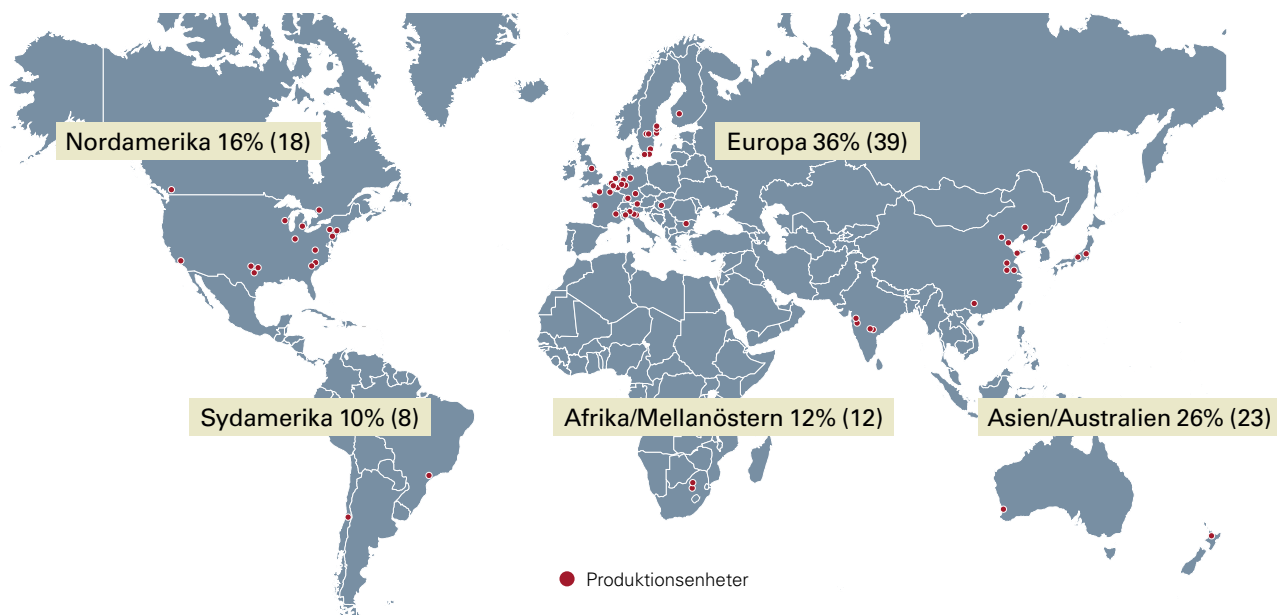 Nordamerika 16% (18)
Europa 36% (39)
Sydamerika 10% (8)
Afrika/Mellanöstern 12% (12)
Asien/Australien 26% (23)
Produktionsenheter